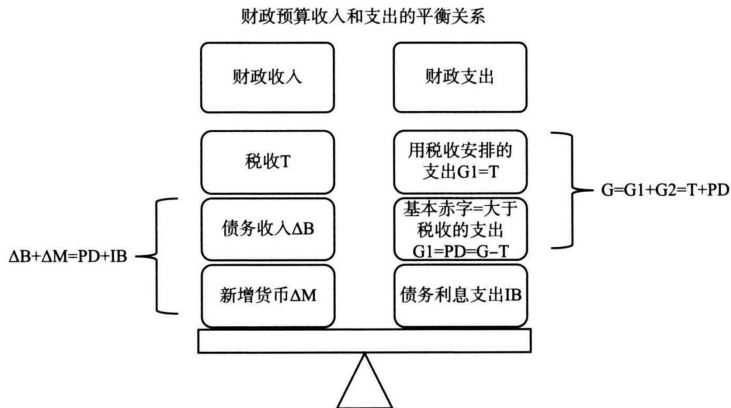 财政预算收入和支出的平衡关系
财政收入
财政支出
税收T
用税收安排的
支出G1=T
G=G1+G2=T+PD
债务收入ΔB
基本赤字=大于
税收的支出
G1=PD=G-T
ΔB+ΔM=PD+IB
新增货币ΔM
债务利息支出IB